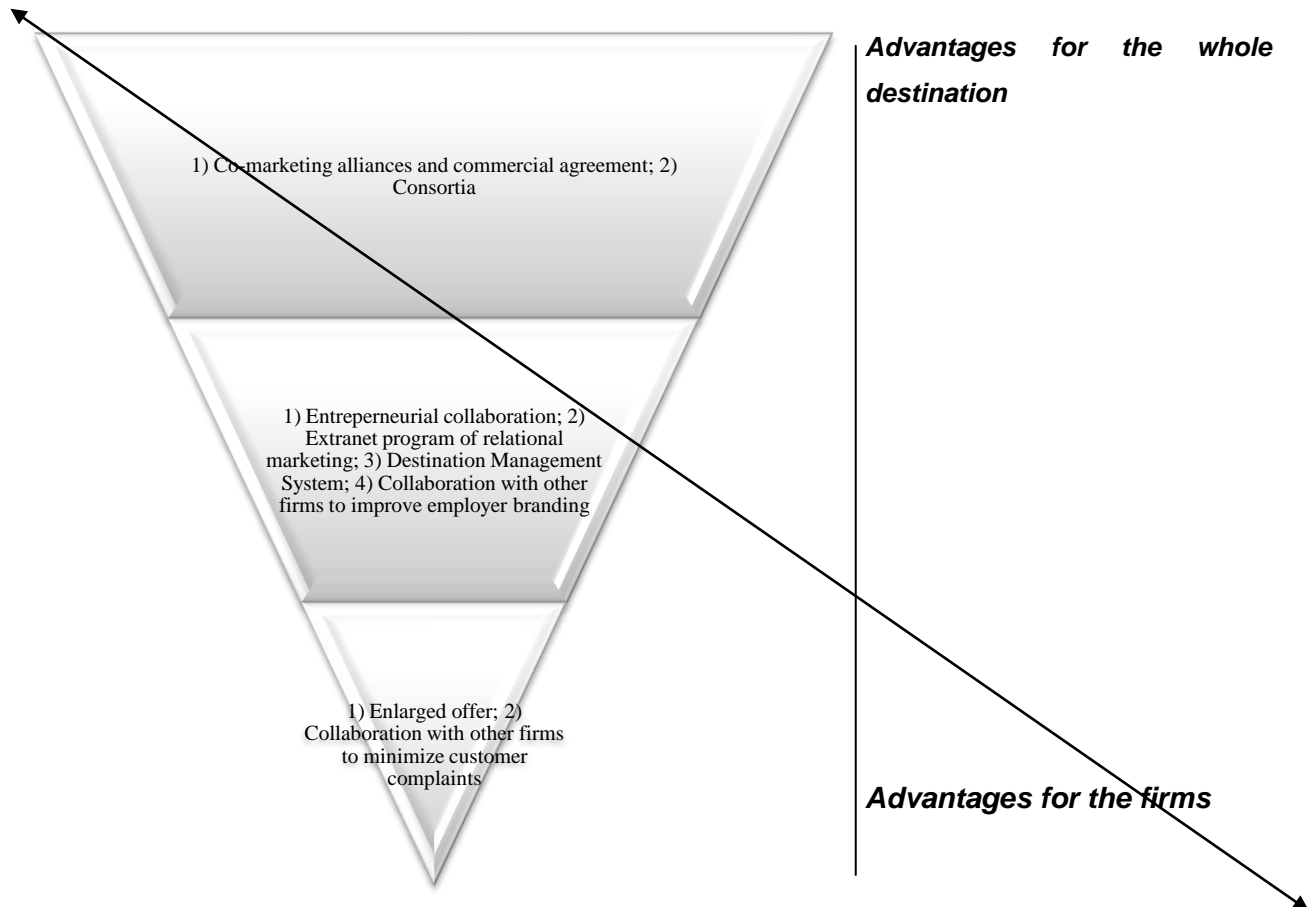 Advantages for the whole
destination
1) Co-marketing alliances and commercial agreement; 2)
Consortia
1) Entreperneurial collaboration; 2)
Extranet program of relational
marketing; 3) Destination Management
System; 4) Collaboration with other
firms to improve employer branding
1) Enlarged offer; 2)
Collaboration with other firms
to minimize customer
complaints
Advantages for the firms